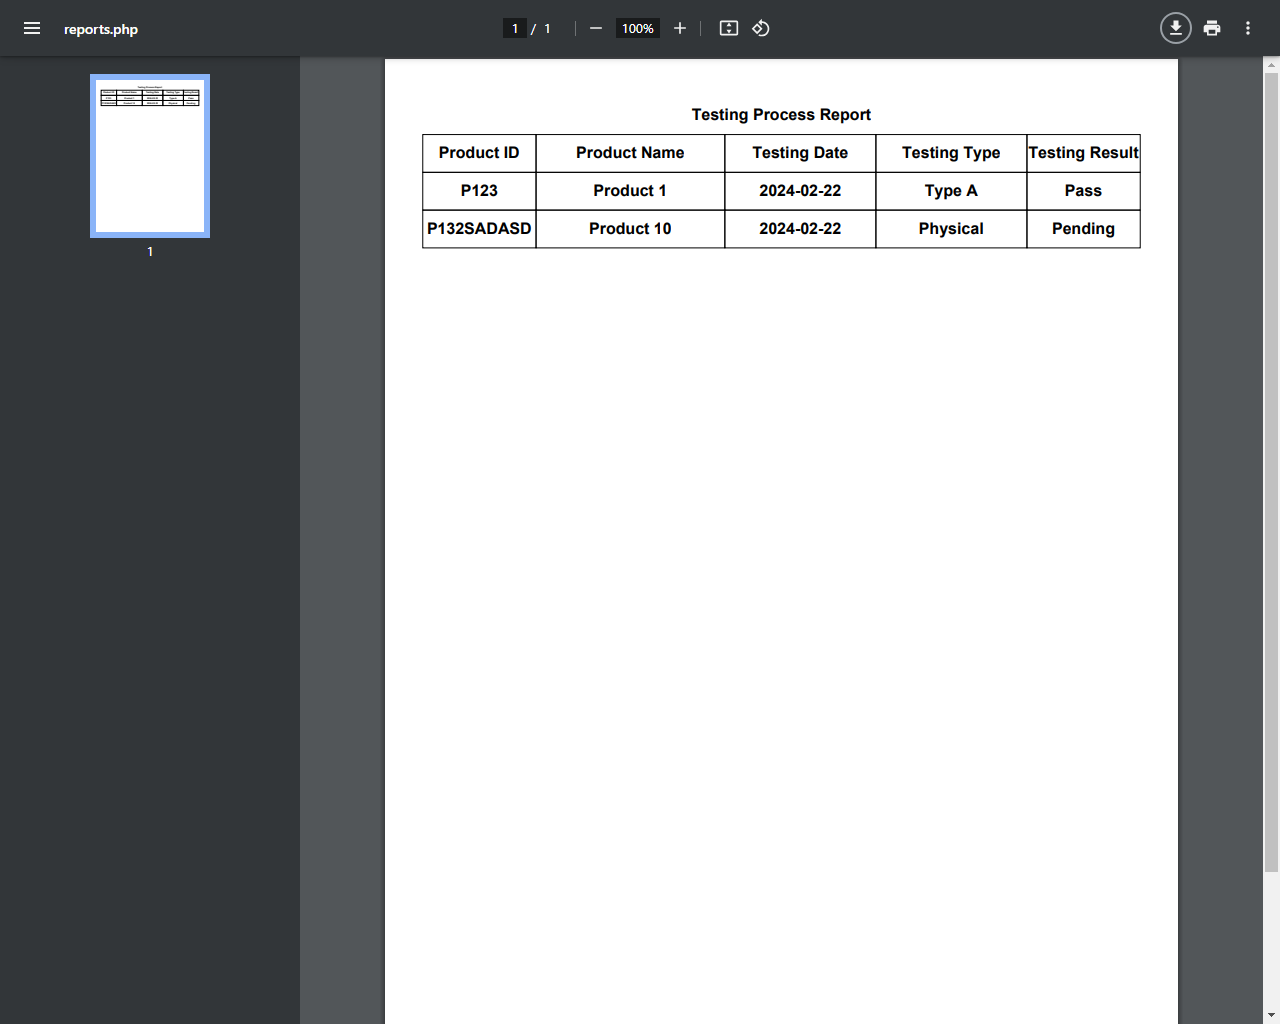 reports.php
1 / 1
100%
1
Testing Process Report
Product ID Product Name Testing Date Testing Type Testing Result
P123 Product 1 2024-02-22 Type A Pass
P132SADASD Product 10 2024-02-22 Physical Pending